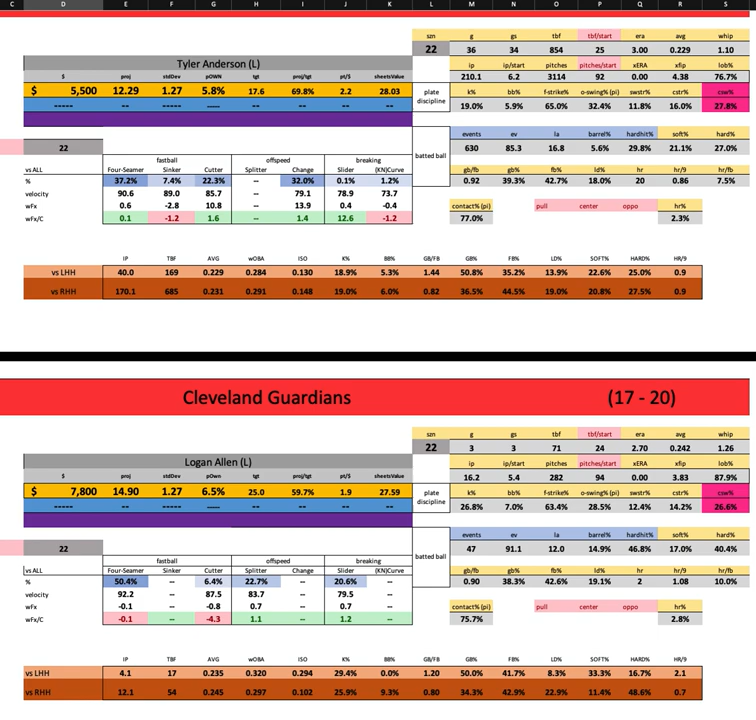 C D E F G H I J K L M N O P Q R S
szn g gs tbf tbf/start era avg whip
22 36 34 854 25 3.00 0.229 1.10
Tyler Anderson (L)
ip ip/start pitches pitches/start xERA xfip lob%
210.1 6.2 3114 92 0.00 4.38 76.7%
$ proj stdDev pOWN tgt proj/tgt pt/$ sheetsValue
$ 5,500 12.29 1.27 5.8% 17.6 69.8% 2.2 28.03
plate discipline k% bb% f-strike% o-swing% (pi) swstr% cstr% csw%
----- -- ----- ---- -- -- -- --
19.0% 5.9% 65.0% 32.4% 11.8% 16.0% 27.8%
batted ball events ev la barrel% hardhit% soft% hard%
22
630 85.3 16.8 5.6% 29.8% 21.1% 27.0%
fastball offspeed breaking
vs ALL Four-Seamer Sinker Cutter Splitter Change Slider (KN)Curve
gb/fb gb% fb% ld% hr hr/9 hr/fb
% 37.2% 7.4% 22.3% -- 32.0% 0.1% 1.2%
0.92 39.3% 42.7% 18.0% 20 0.86 7.5%
velocity 90.6 89.0 85.7 -- 79.1 78.9 73.7
wFx 0.6 -2.8 10.8 -- 13.9 0.4 -0.4
contact% (pi) pull center oppo hr%
wFx/C 0.1 -1.2 1.6 -- 1.4 12.6 -1.2
77.0% 2.3%
IP TBF AVG wOBA ISO K% BB% GB/FB GB% FB% LD% SOFT% HARD% HR/9
vs LHH 40.0 169 0.229 0.284 0.130 18.9% 5.3% 1.44 50.8% 35.2% 13.9% 22.6% 25.0% 0.9
vs RHH 170.1 685 0.231 0.291 0.148 19.0% 6.0% 0.82 36.5% 44.5% 19.0% 20.8% 27.5% 0.9
Cleveland Guardians (17 - 20)
szn g gs tbf tbf/start era avg whip
22 3 3 71 24 2.70 0.242 1.26
Logan Allen (L)
ip ip/start pitches pitches/start xERA xfip lob%
16.2 5.4 282 94 0.00 3.83 87.9%
$ proj stdDev pOwn tgt proj/tgt pt/$ sheetsValue
$ 7,800 14.90 1.27 6.5% 25.0 59.7% 1.9 27.59
plate discipline k% bb% f-strike% o-swing% (pi) swstr% cstr% csw%
----- -- ----- ---- -- -- -- --
26.8% 7.0% 63.4% 28.5% 12.4% 14.2% 26.6%
batted ball events ev la barrel% hardhit% soft% hard%
22
47 91.1 12.0 14.9% 46.8% 17.0% 40.4%
fastball offspeed breaking
vs ALL Four-Seamer Sinker Cutter Splitter Change Slider (KN)Curve
gb/fb gb% fb% ld% hr hr/9 hr/fb
% 50.4% -- 6.4% 22.7% -- 20.6% --
0.90 38.3% 42.6% 19.1% 2 1.08 10.0%
velocity 92.2 -- 87.5 83.7 -- 79.5 --
wFx -0.1 -- -0.8 0.7 -- 0.7 --
contact% (pi) pull center oppo hr%
wFx/C -0.1 -- -4.3 1.1 -- 1.2 --
75.7% 2.8%
IP TBF AVG wOBA ISO K% BB% GB/FB GB% FB% LD% SOFT% HARD% HR/9
vs LHH 4.1 17 0.235 0.320 0.294 29.4% 0.0% 1.20 50.0% 41.7% 8.3% 33.3% 16.7% 2.1
vs RHH 12.1 54 0.245 0.297 0.102 25.9% 9.3% 0.80 34.3% 42.9% 22.9% 11.4% 48.6% 0.7